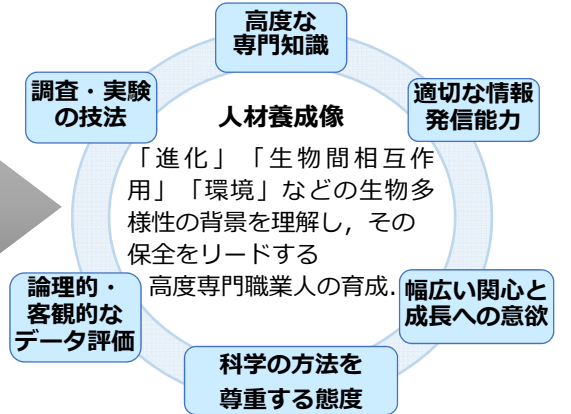 高度な
専門知識
調査・実験
の技法
適切な情報
発信能力
人材養成像
「進化」「生物間相互作
用」「環境」などの生物多
様性の背景を理解し，その
保全をリードする
高度専門職業人の育成．
論理的・
客観的な
データ評価
幅広い関心と
成長への意欲
科学の方法を
尊重する態度